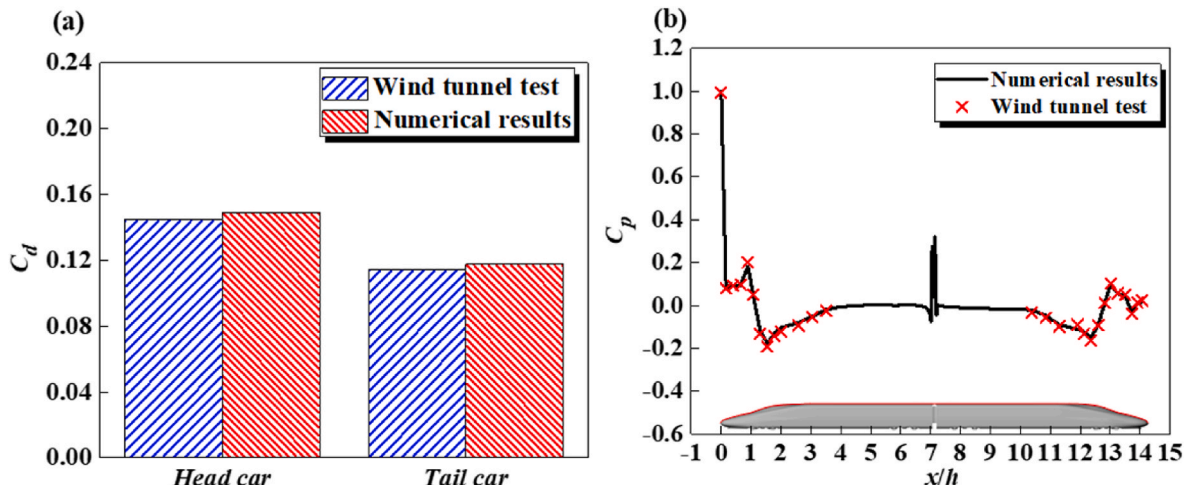 (a)
0.24
0.20
0.16
0.12
0.08
0.04
0.00
C_d
Wind tunnel test
Numerical results
Head car
Tail car
(b)
1.2
1.0
0.8
0.6
0.4
0.2
0.0
-0.2
-0.4
-0.6
C_p
Numerical results
Wind tunnel test
-1 0 1 2 3 4 5 6 7 8 9 10 11 12 13 14 15
x/h